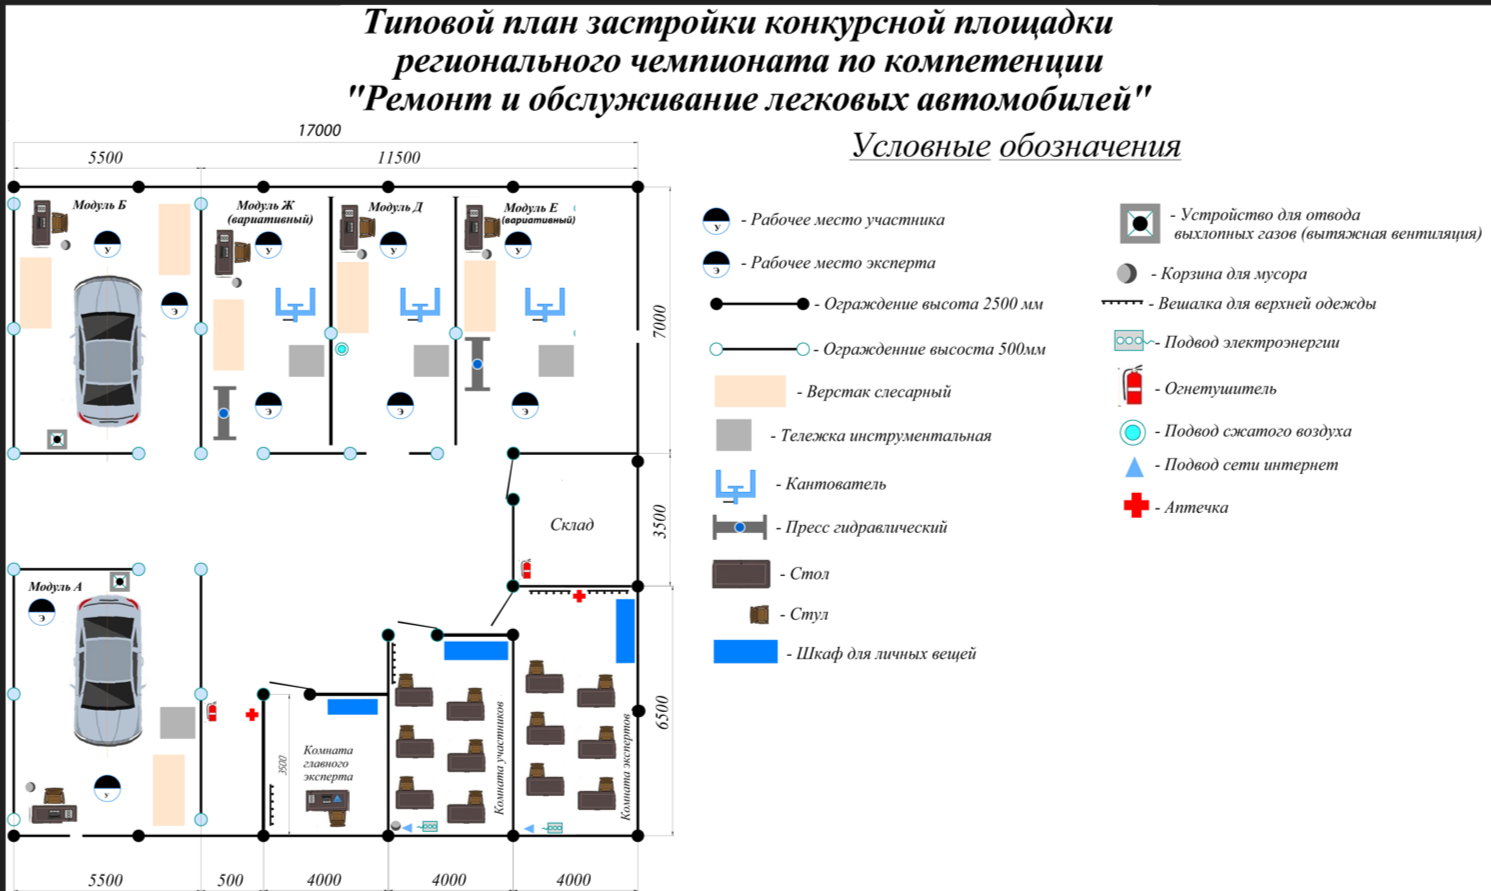 Типовой план застройки конкурсной площадки
регионального чемпионата по компетенции
"Ремонт и обслуживание легковых автомобилей"
17000
5500
11500
Модуль Б
Модуль Ж
(вариативный)
Модуль Д
Модуль Е
(вариативный)
У
У
У
У
Э
Э
Э
Э
7000
3500
Склад
Модуль А
Э
У
6500
3500
Комната
главного
эксперта
Комната участников
Комната экспертов
5500
500
4000
4000
4000
Условные обозначения
У
- Рабочее место участника
Э
- Рабочее место эксперта
- Ограждение высота 2500 мм
- Огражденние высоста 500мм
- Верстак слесарный
- Тележка инструментальная
- Кантователь
- Пресс гидравлический
- Стол
- Стул
- Шкаф для личных вещей
- Устройство для отвода
выхлопных газов (вытяжная вентиляция)
- Корзина для мусора
- Вешалка для верхней одежды
- Подвод электроэнергии
- Огнетушитель
- Подвод сжатого воздуха
- Подвод сети интернет
- Аптечка